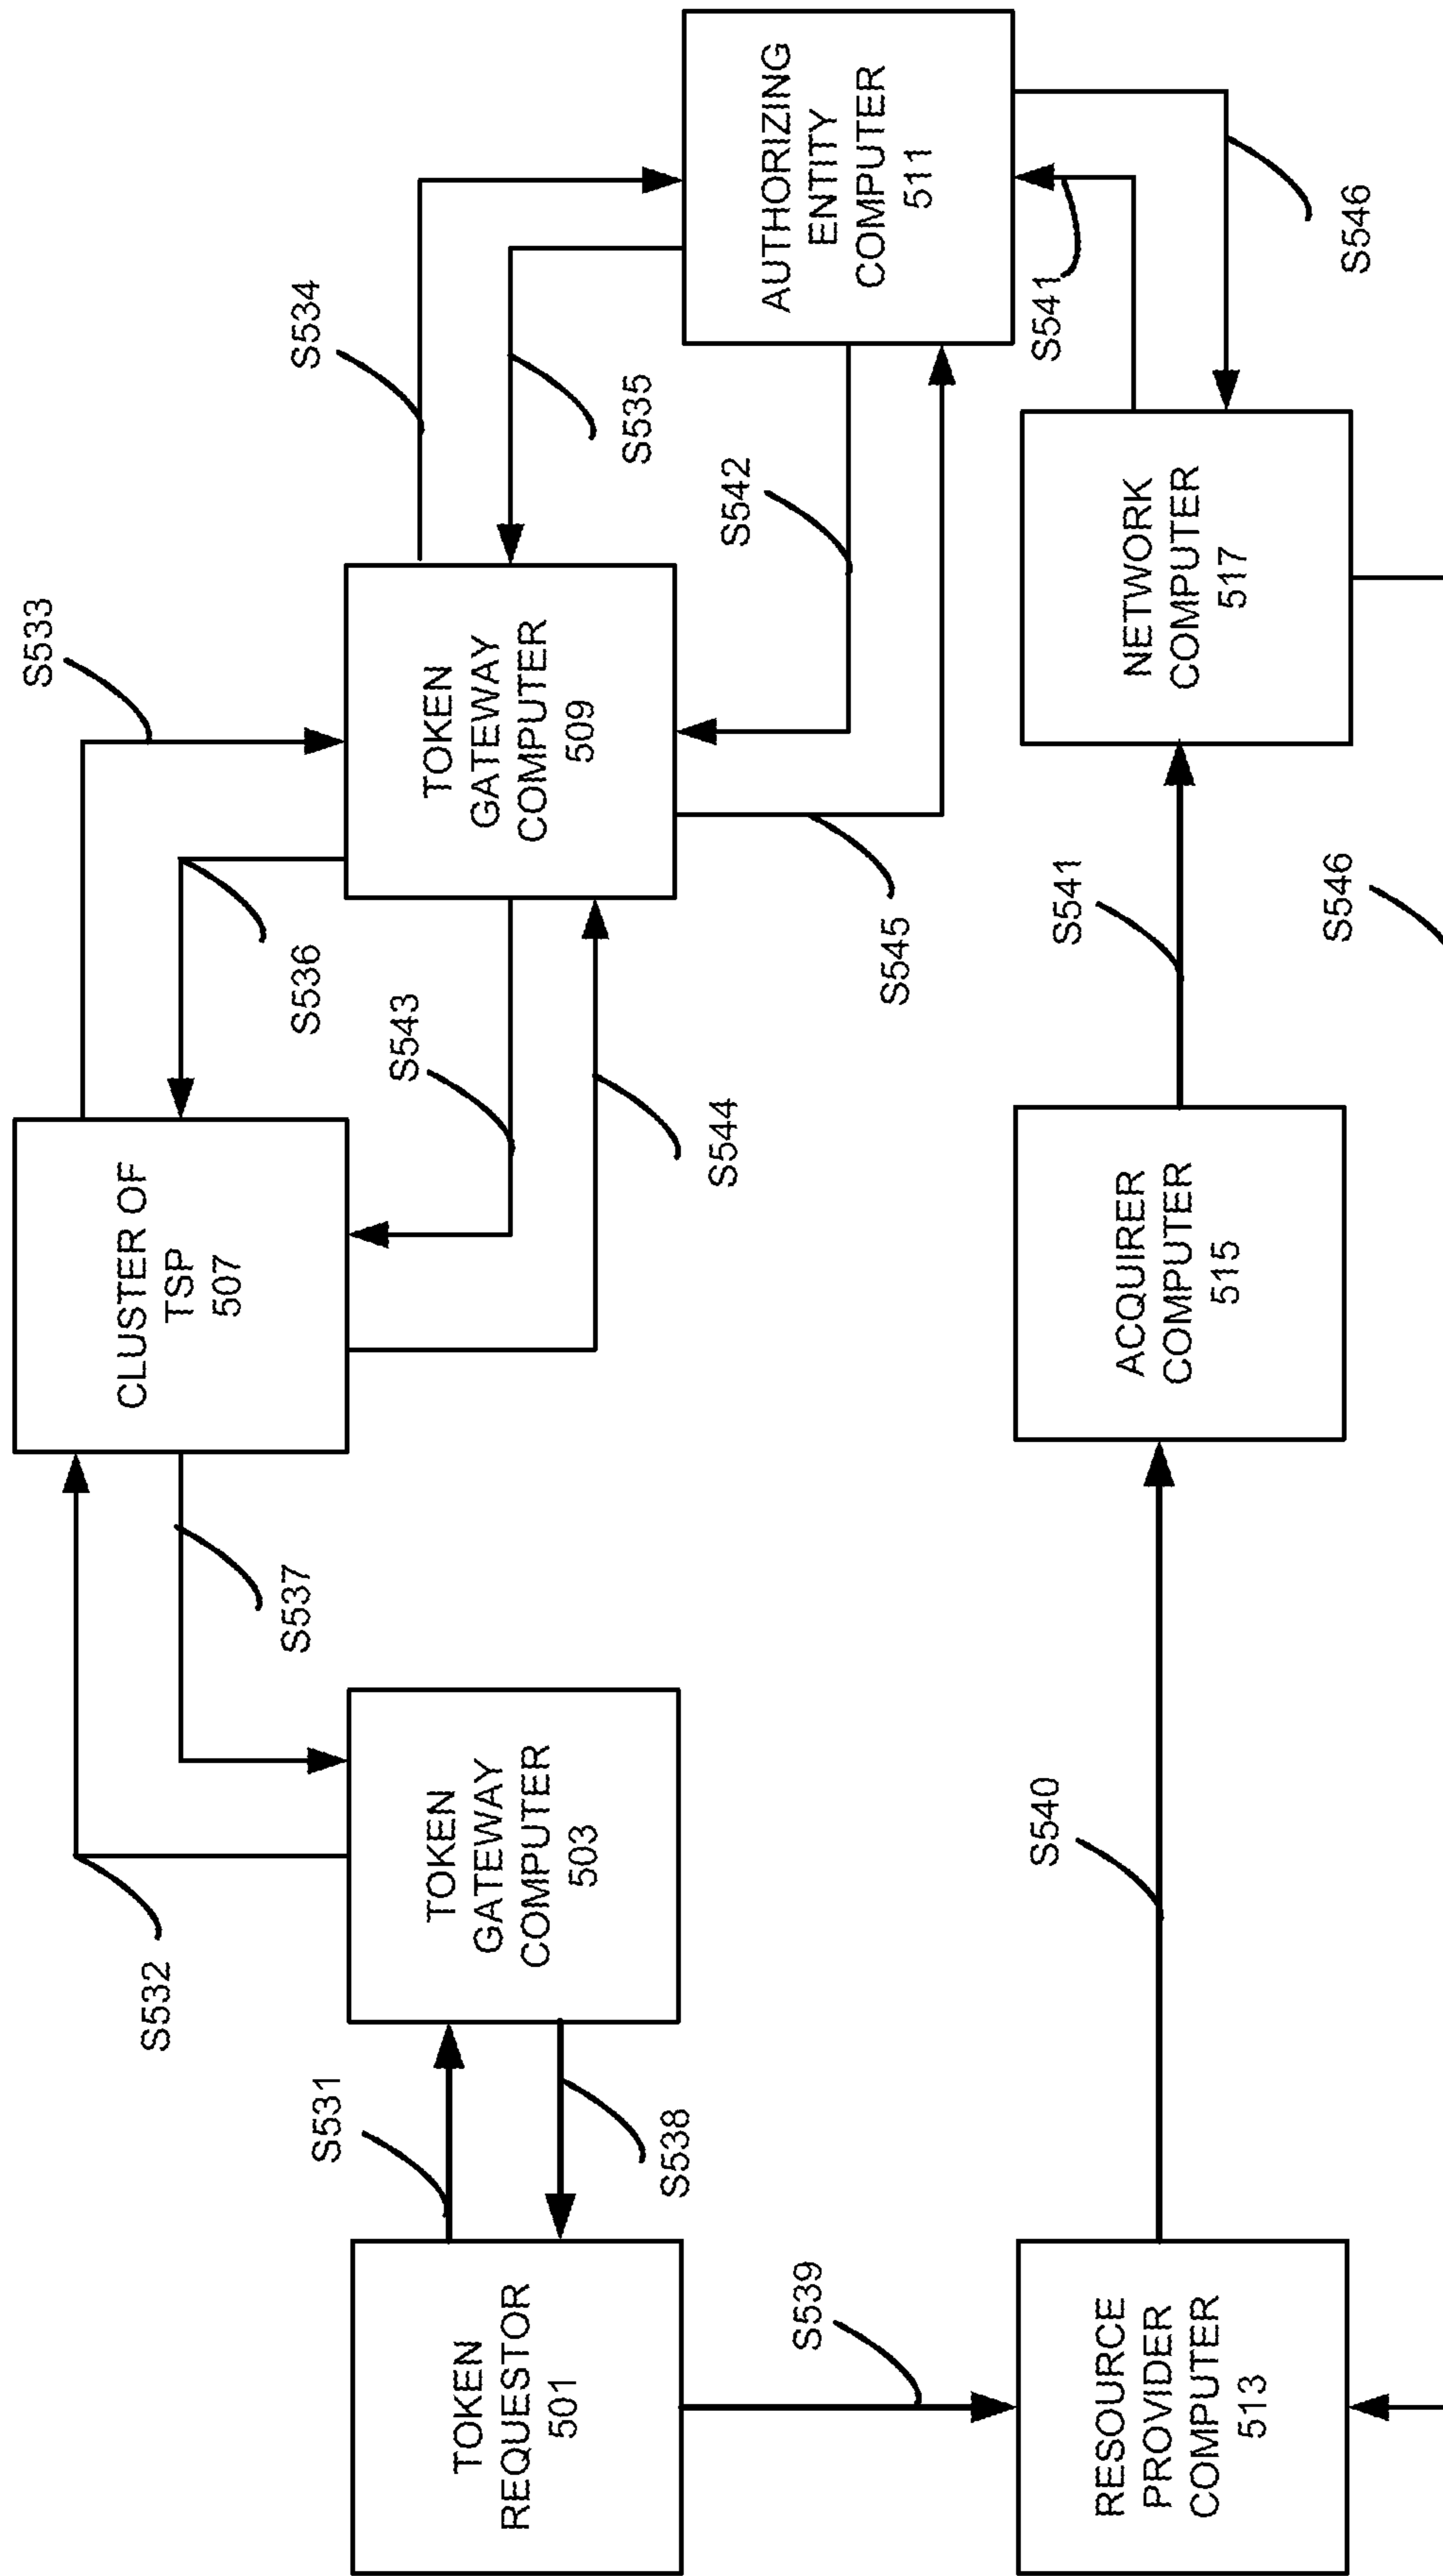 S533
CLUSTER OF
TSP
507
S532
S537
S536
S534
S531
TOKEN
GATEWAY
COMPUTER
503
S543
TOKEN
GATEWAY
COMPUTER
509
S535
AUTHORIZING
ENTITY
COMPUTER
511
TOKEN
REQUESTOR
501
S538
S544
S542
S539
S545
S541
S540
S541
RESOURCE
PROVIDER
COMPUTER
513
ACQUIRER
COMPUTER
515
NETWORK
COMPUTER
517
S546
S546